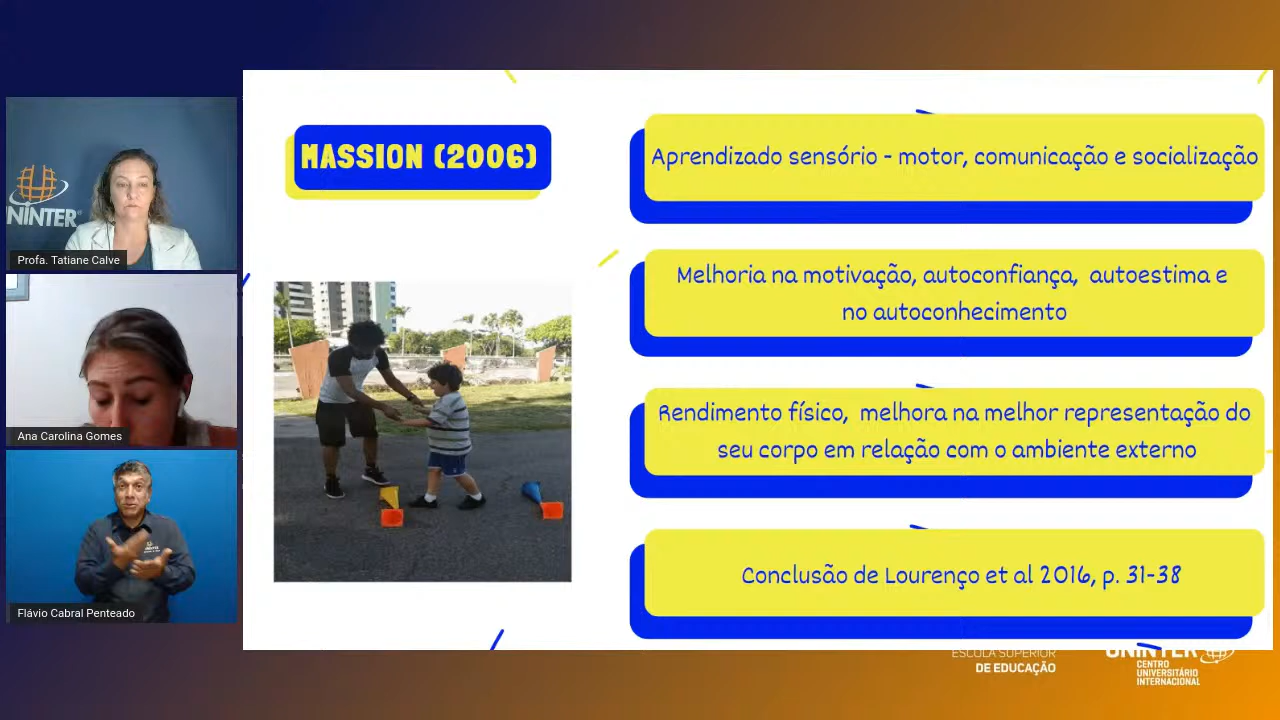 UNINTER
Profa. Tatiane Calve
Ana Carolina Gomes
Flávio Cabral Penteado
MASSION (2006)
Aprendizado sensório - motor, comunicação e socialização
Melhoria na motivação, autoconfiança, autoestima e
no autoconhecimento
Rendimento físico, melhora na melhor representação do
seu corpo em relação com o ambiente externo
Conclusão de Lourenço et al 2016, p. 31-38
ESCOLA SUPERIOR
DE EDUCAÇÃO
UNINTER
CENTRO
UNIVERSITÁRIO
INTERNACIONAL